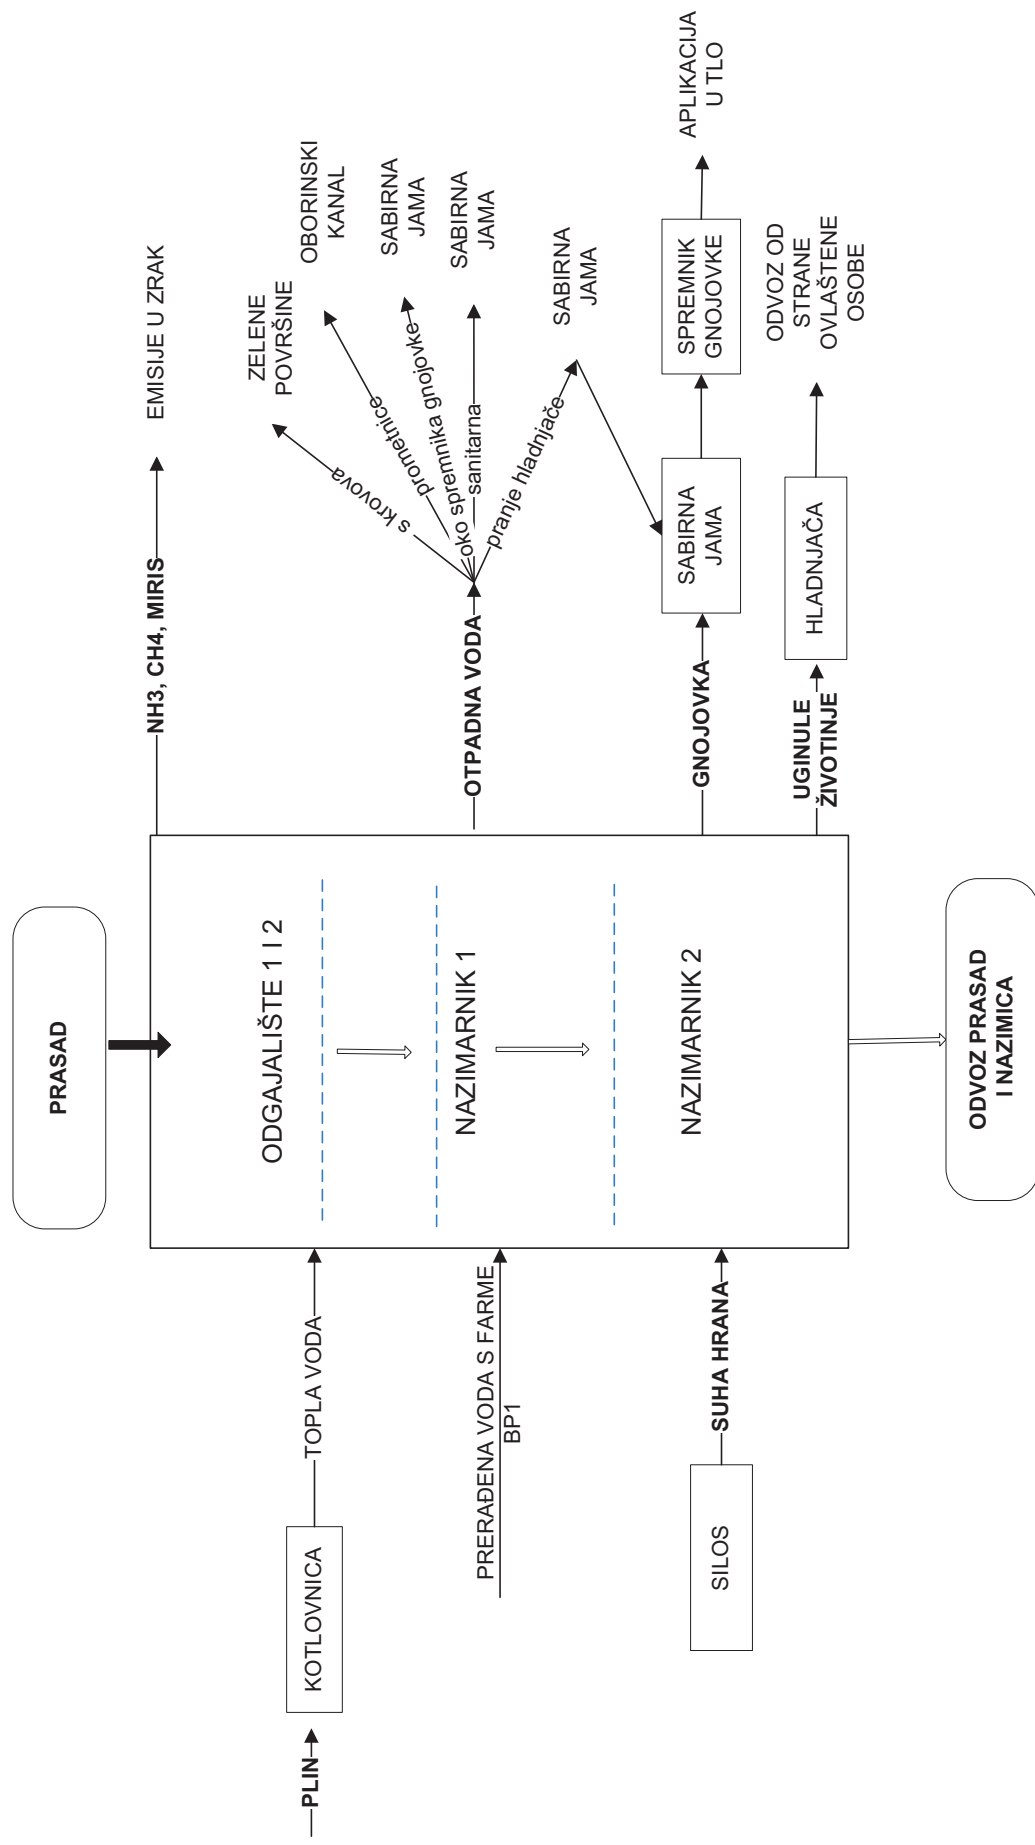 PRASAD
PLIN
KOTLOVNICA
TOPLA VODA
PRERAĐENA VODA S FARME
BP1
SILOS
SUHA HRANA
ODGAJALIŠTE 1 I 2
NAZIMARNIK 1
NAZIMARNIK 2
NH3, CH4, MIRIS
EMISIJE U ZRAK
OTPADNA VODA
s krovova
ZELENE
POVRŠINE
prometnice
OBORINSKI
KANAL
oko spremnika gnojovke
SABIRNA
JAMA
sanitarna
SABIRNA
JAMA
pranje hladnjače
SABIRNA
JAMA
GNOJOVKA
SABIRNA
JAMA
SPREMNIK
GNOJOVKE
APLIKACIJA
U TLO
UGINULE
ŽIVOTINJE
HLADNJAČA
ODVOZ OD
STRANE
OVLAŠTENE
OSOBE
ODVOZ PRASAD
I NAZIMICA